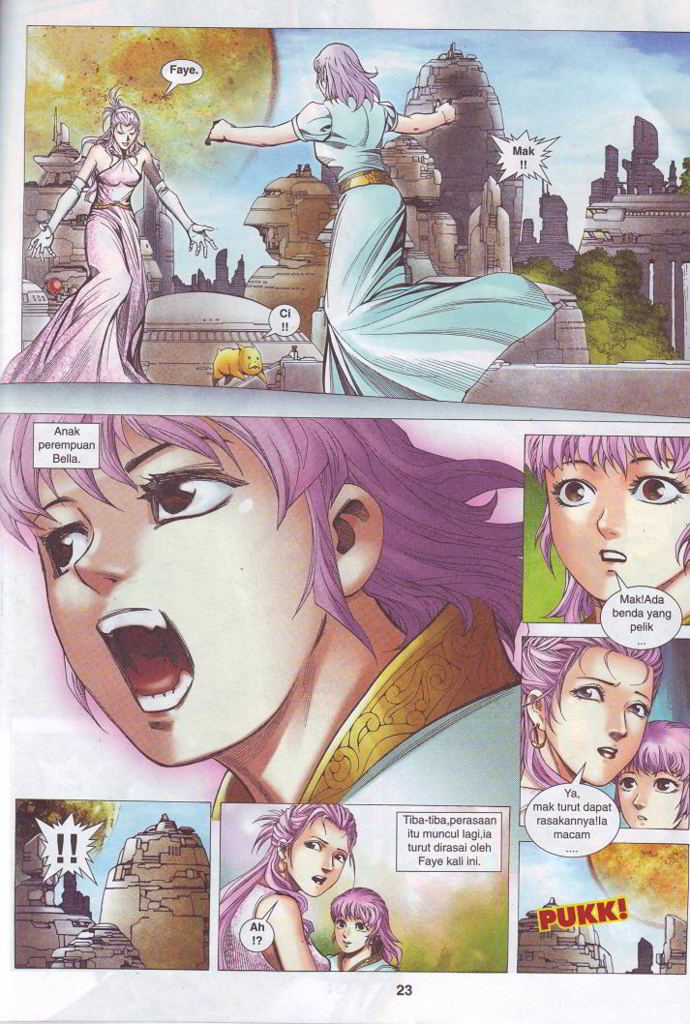 Faye.
Mak
!!
Ci
!!
Anak
perempuan
Bella.
Mak!Ada
benda yang
pelik
...
Ya,
mak turut dapat
rasakannya!Ia
macam
....
!!
Ah
!?
Tiba-tiba,perasaan
itu muncul lagi,ia
turut dirasai oleh
Faye kali ini.
PUKK!
23